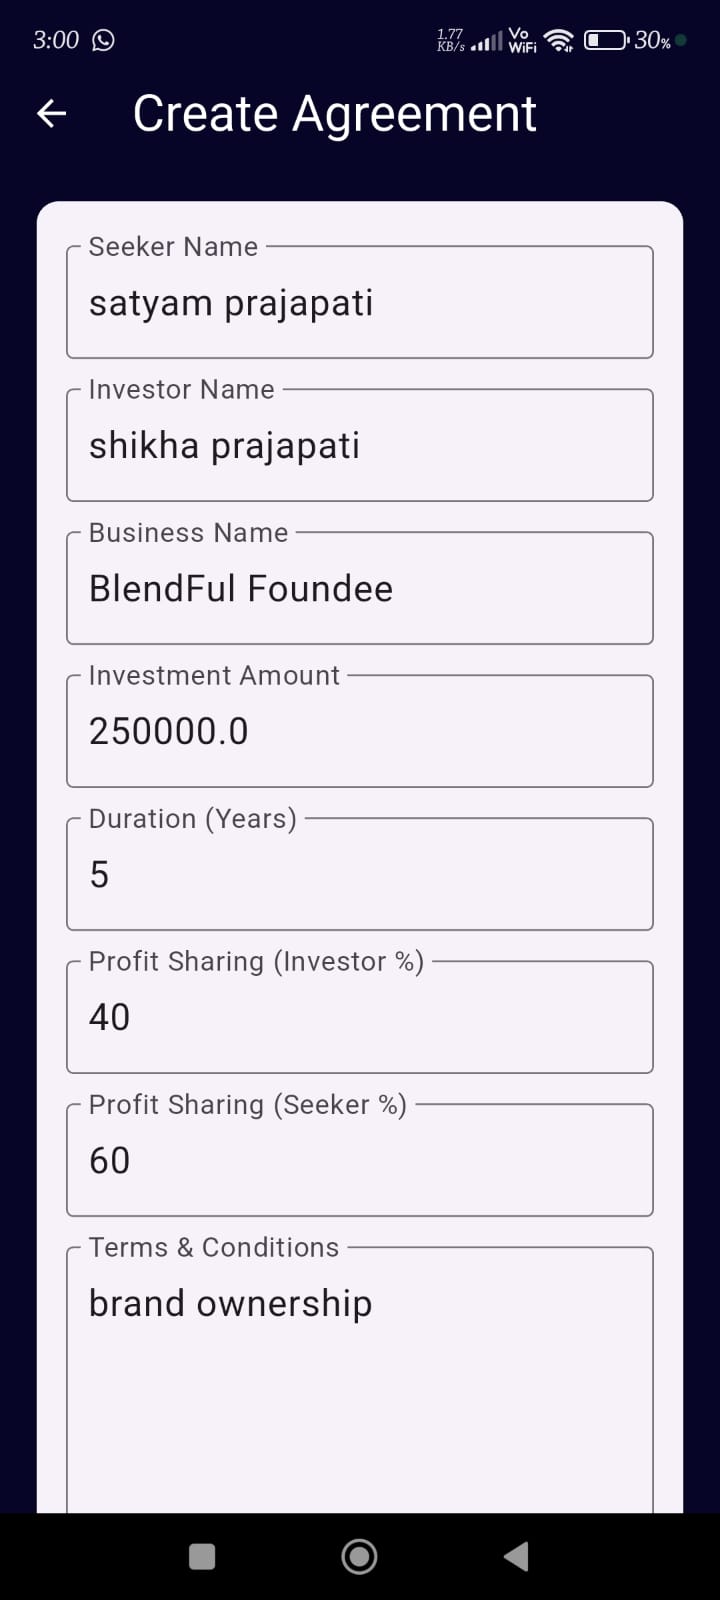 3:00
1.77 KB/s Vo WiFi 30%
Create Agreement
Seeker Name
satyam prajapati
Investor Name
shikha prajapati
Business Name
BlendFul Foundee
Investment Amount
250000.0
Duration (Years)
5
Profit Sharing (Investor %)
40
Profit Sharing (Seeker %)
60
Terms & Conditions
brand ownership